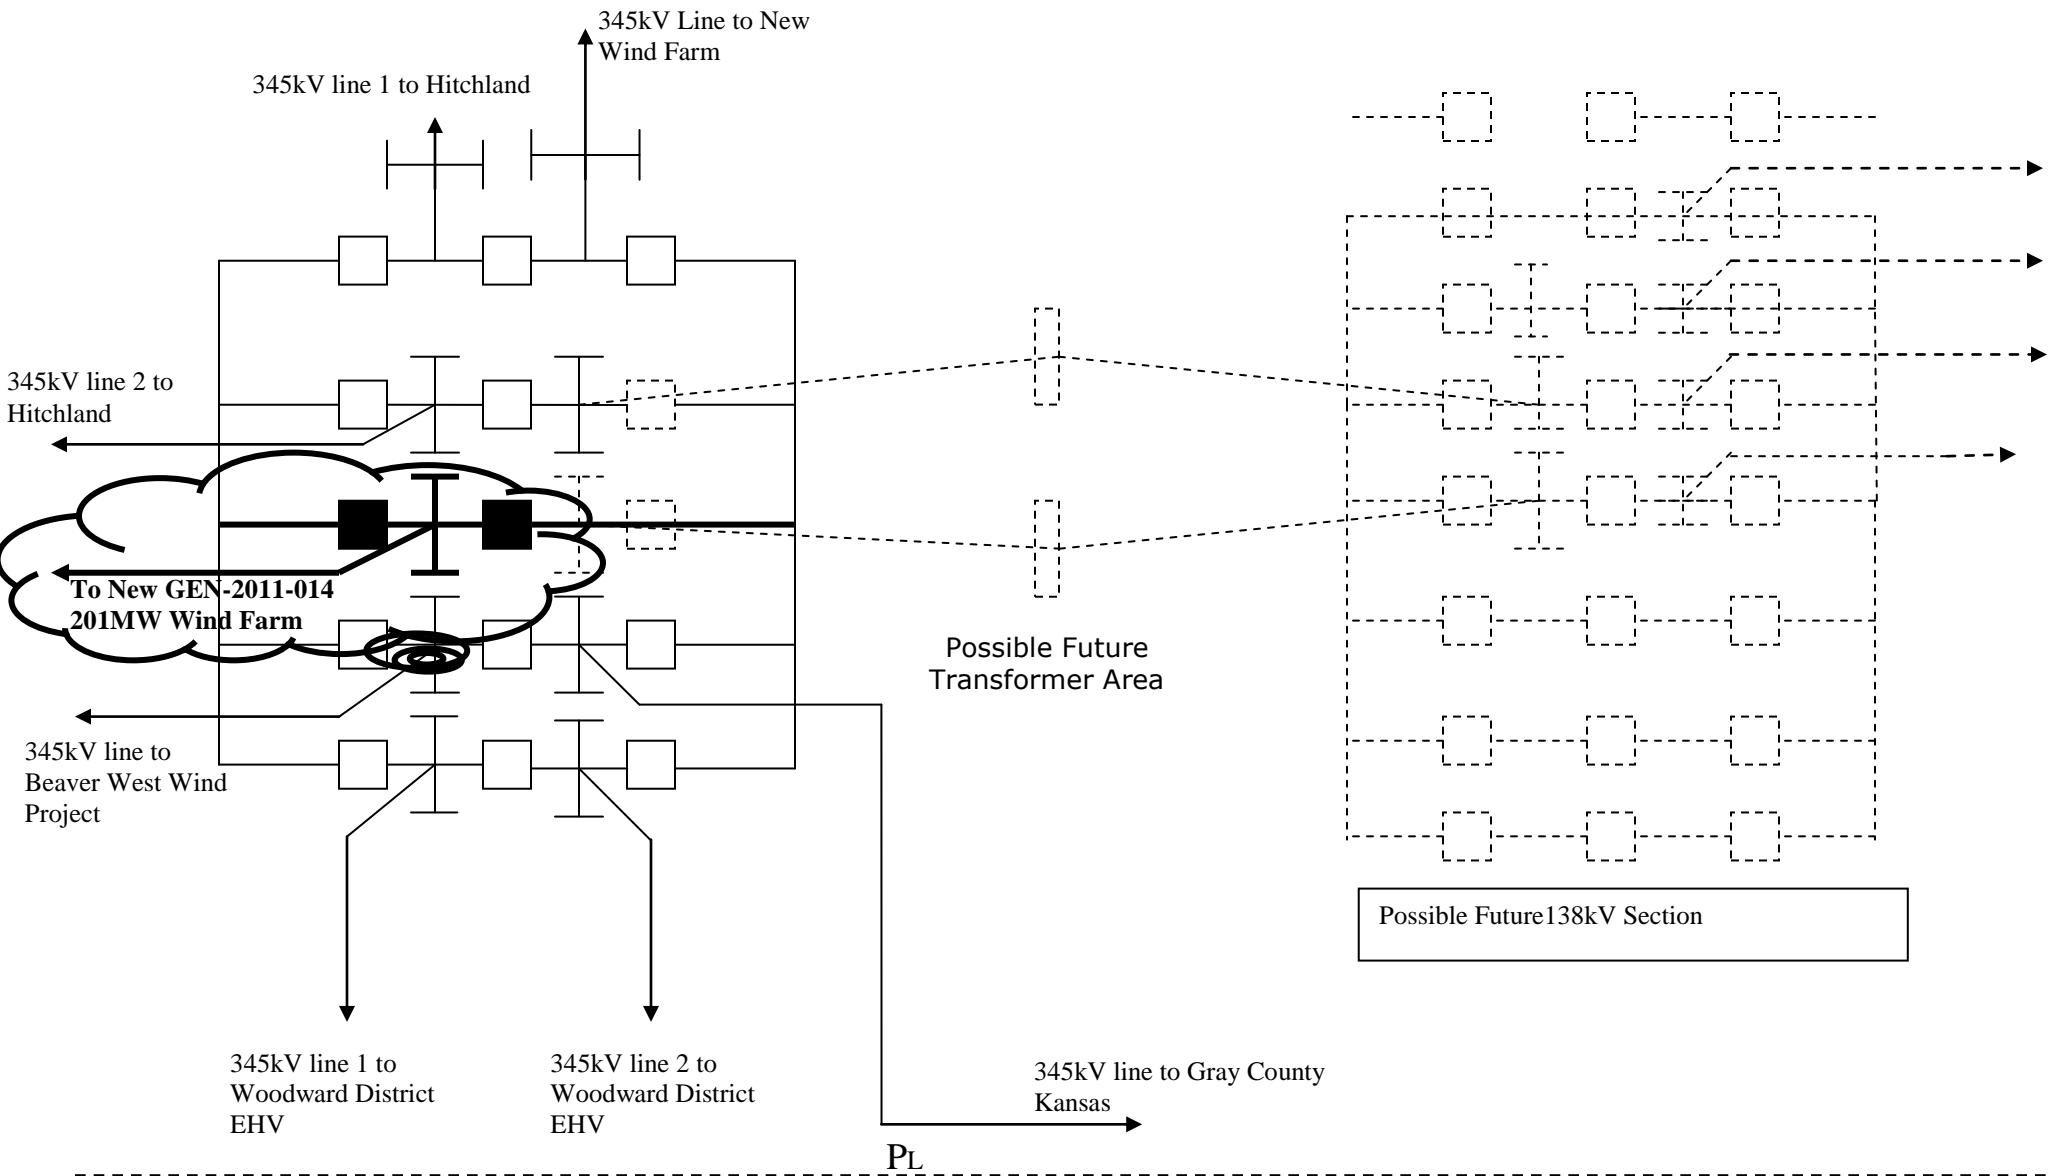 345kV Line to New
Wind Farm
345kV line 1 to Hitchland
345kV line 2 to
Hitchland
To New GEN-2011-014
201MW Wind Farm
Possible Future
Transformer Area
345kV line to
Beaver West Wind
Project
Possible Future138kV Section
345kV line 1 to
Woodward District
EHV
345kV line 2 to
Woodward District
EHV
345kV line to Gray County
Kansas
PL